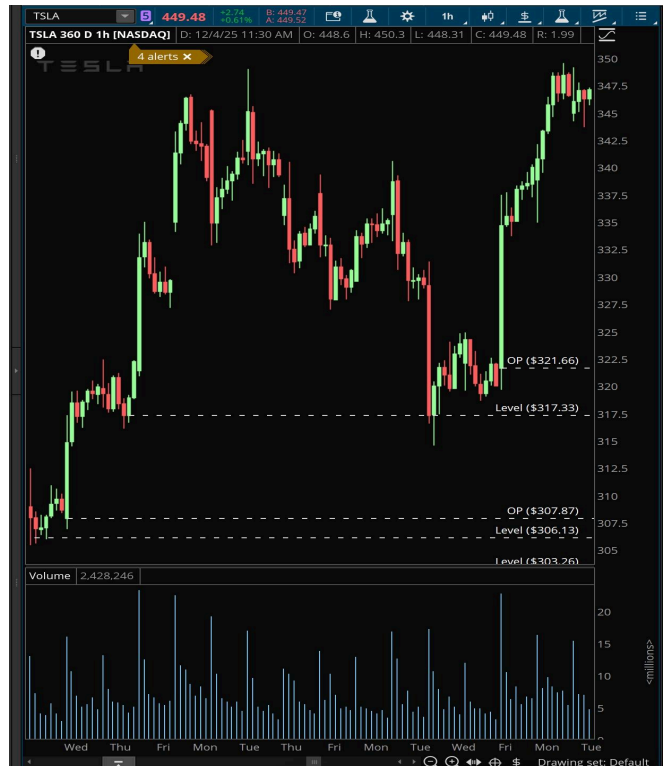 TSLA S 449.48 +2.74 +0.61% B: 449.47 A: 449.52 1h $
TSLA 360 D 1h [NASDAQ] D: 12/4/25 11:30 AM O: 448.6 H: 450.3 L: 448.31 C: 449.48 R: 1.99
4 alerts ×
TESLA
350
347.5
345
342.5
340
337.5
335
332.5
330
327.5
325
322.5
OP ($321.66)
320
317.5
Level ($317.33)
315
312.5
310
OP ($307.87)
307.5
Level ($306.13)
305
Level ($303.26)
Volume 2,428,246
20
15
10
5
<millions>
Wed Thu Fri Mon Tue Thu Fri Mon Tue Wed Fri Mon Tue
$ Drawing set: Default